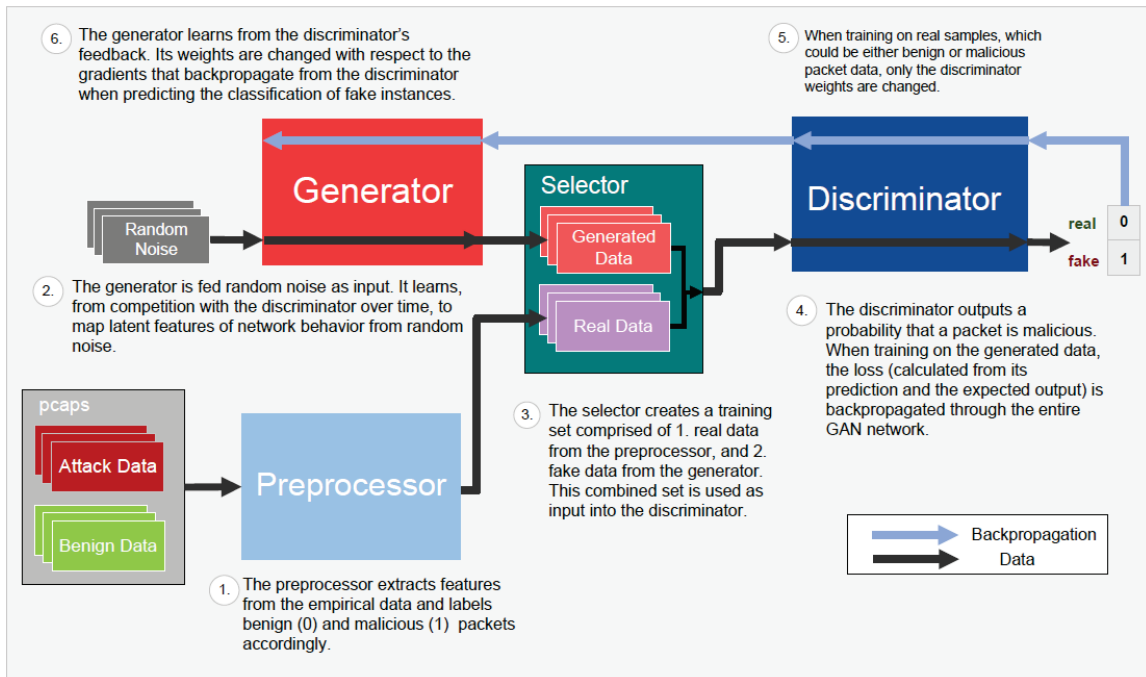 6.
The generator learns from the discriminator's
feedback. Its weights are changed with respect to the
gradients that backpropagate from the discriminator
when predicting the classification of fake instances.
5.
When training on real samples, which
could be either benign or malicious
packet data, only the discriminator
weights are changed.
Generator
Selector
Discriminator
Random
Noise
Generated
Data
Real Data
real 0
fake 1
2.
The generator is fed random noise as input. It learns,
from competition with the discriminator over time, to
map latent features of network behavior from random
noise.
4.
The discriminator outputs a
probability that a packet is malicious.
When training on the generated data,
the loss (calculated from its
prediction and the expected output) is
backpropagated through the entire
GAN network.
pcaps
Attack Data
Benign Data
Preprocessor
3.
The selector creates a training
set comprised of 1. real data
from the preprocessor, and 2.
fake data from the generator.
This combined set is used as
input into the discriminator.
Backpropagation
Data
1.
The preprocessor extracts features
from the empirical data and labels
benign (0) and malicious (1) packets
accordingly.